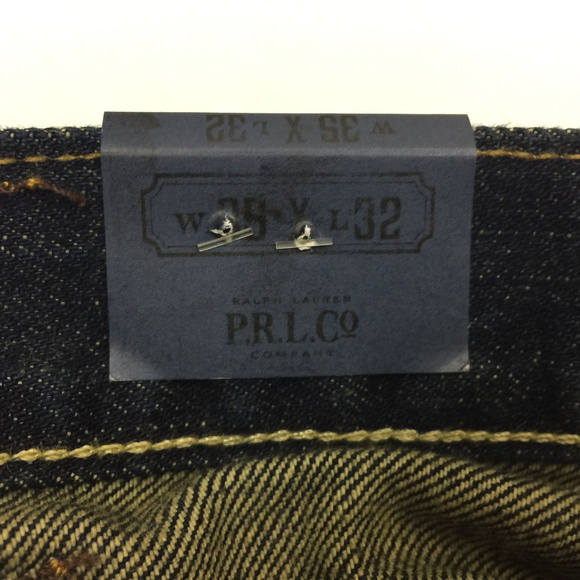 W 35 X L 32
W 35 X L 32
RALPH LAUREN
P.R.L.Co
COMPANY